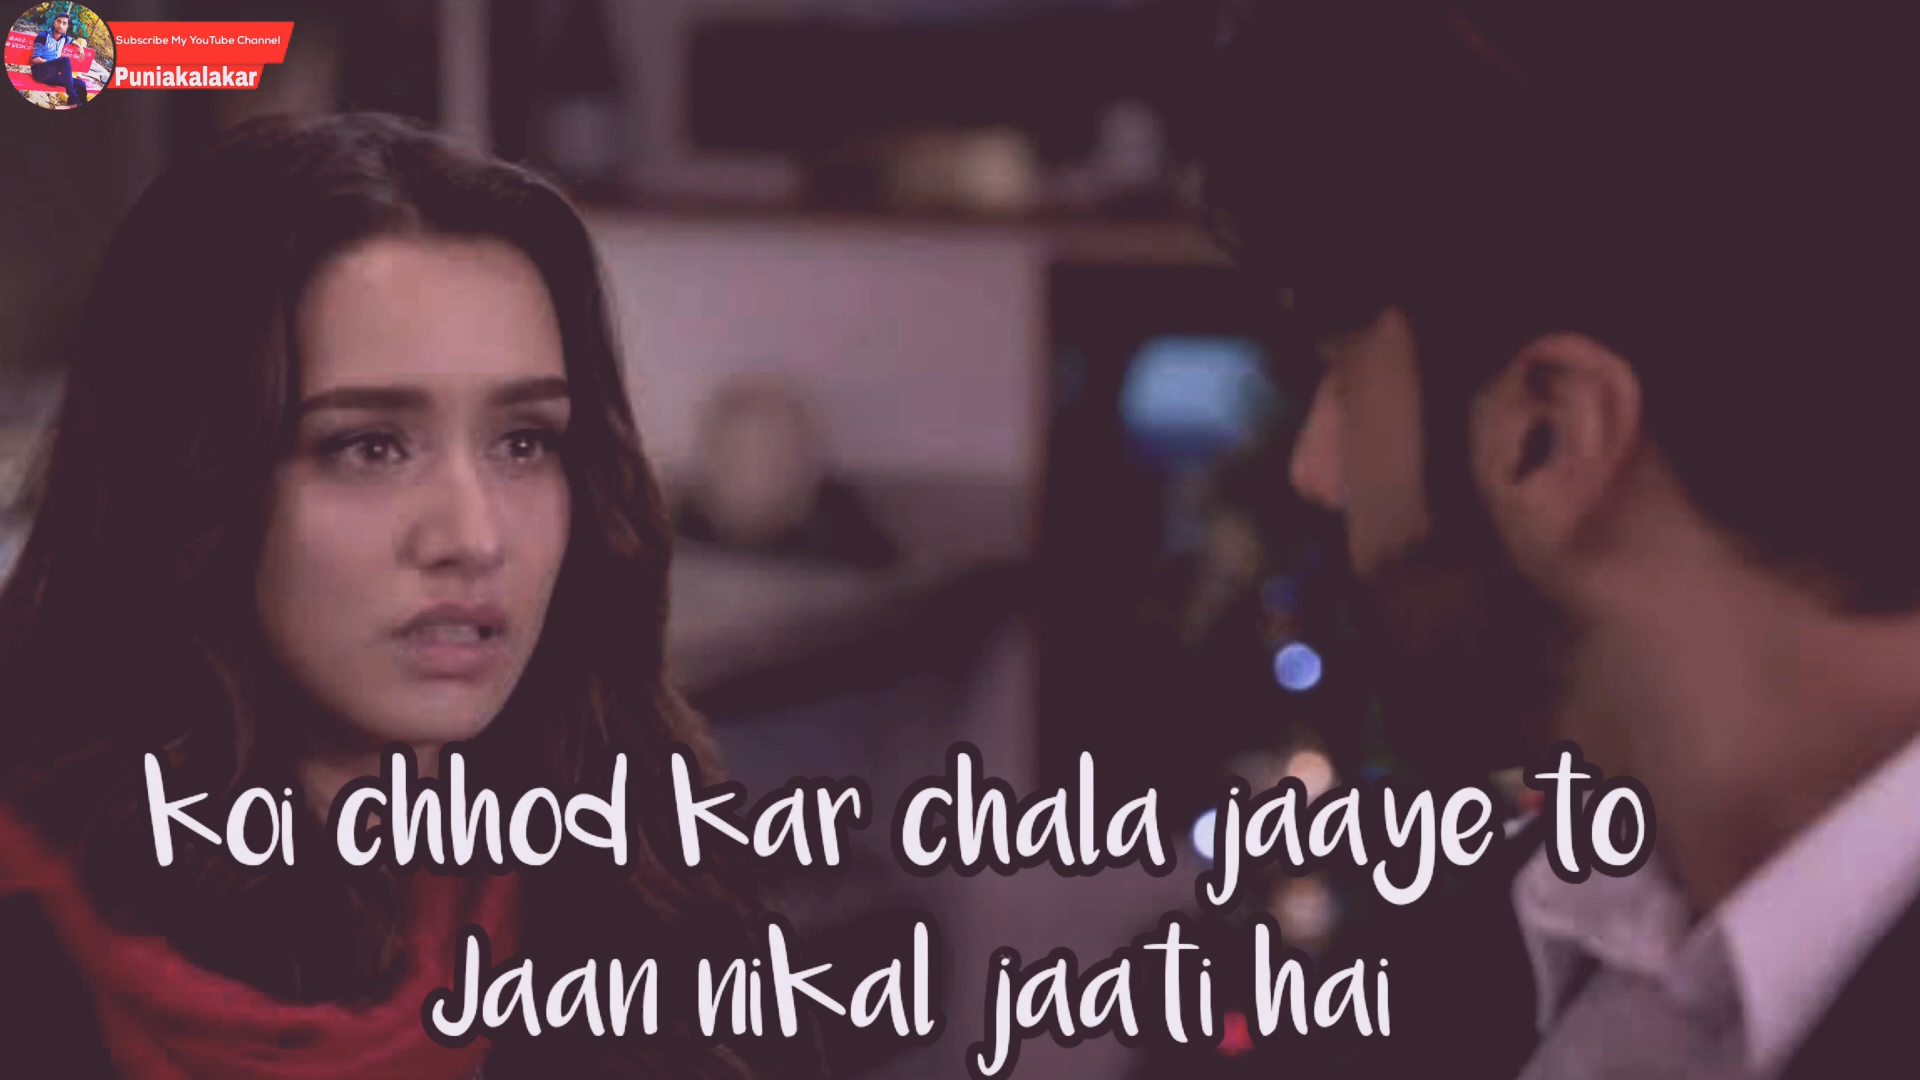 Subscribe My YouTube Channel
Puniakalakar
Koi chhod kar chala jaaye to
Jaan nikal jaati hai